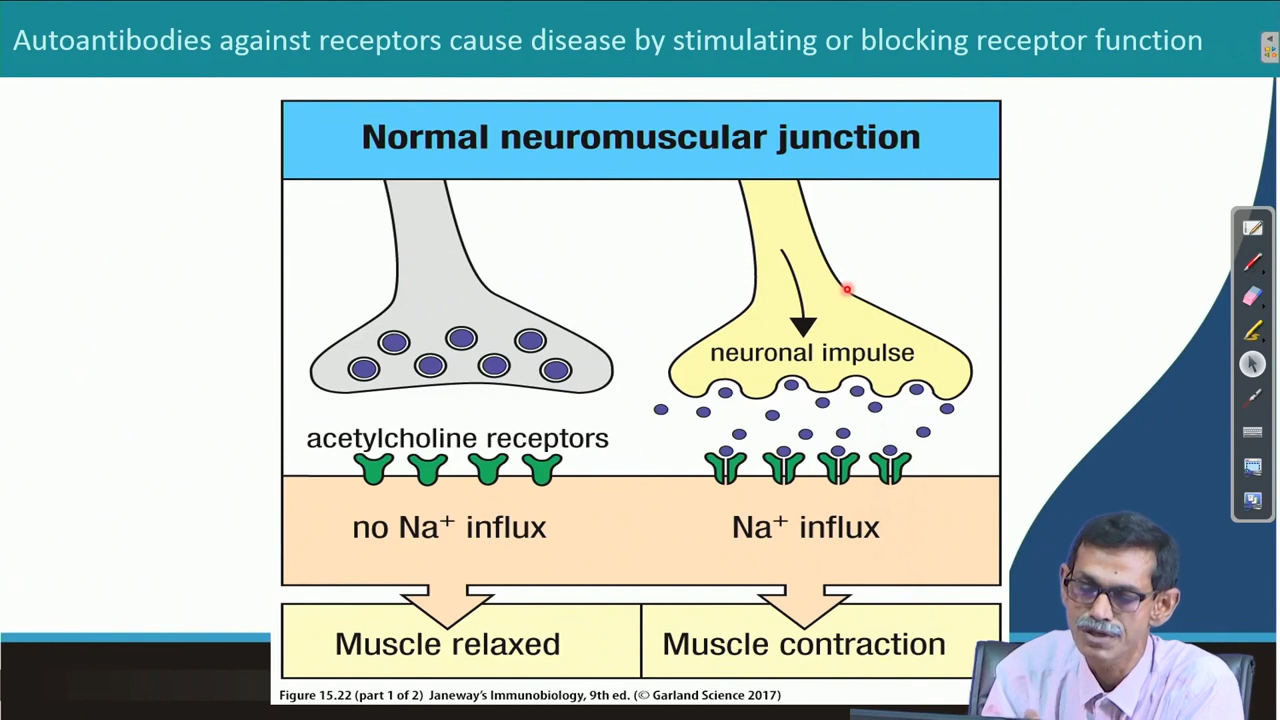 Autoantibodies against receptors cause disease by stimulating or blocking receptor function
Normal neuromuscular junction
neuronal impulse
acetylcholine receptors
no Na⁺ influx
Na⁺ influx
Muscle relaxed
Muscle contraction
Figure 15.22 (part 1 of 2) Janeway's Immunobiology, 9th ed. (© Garland Science 2017)